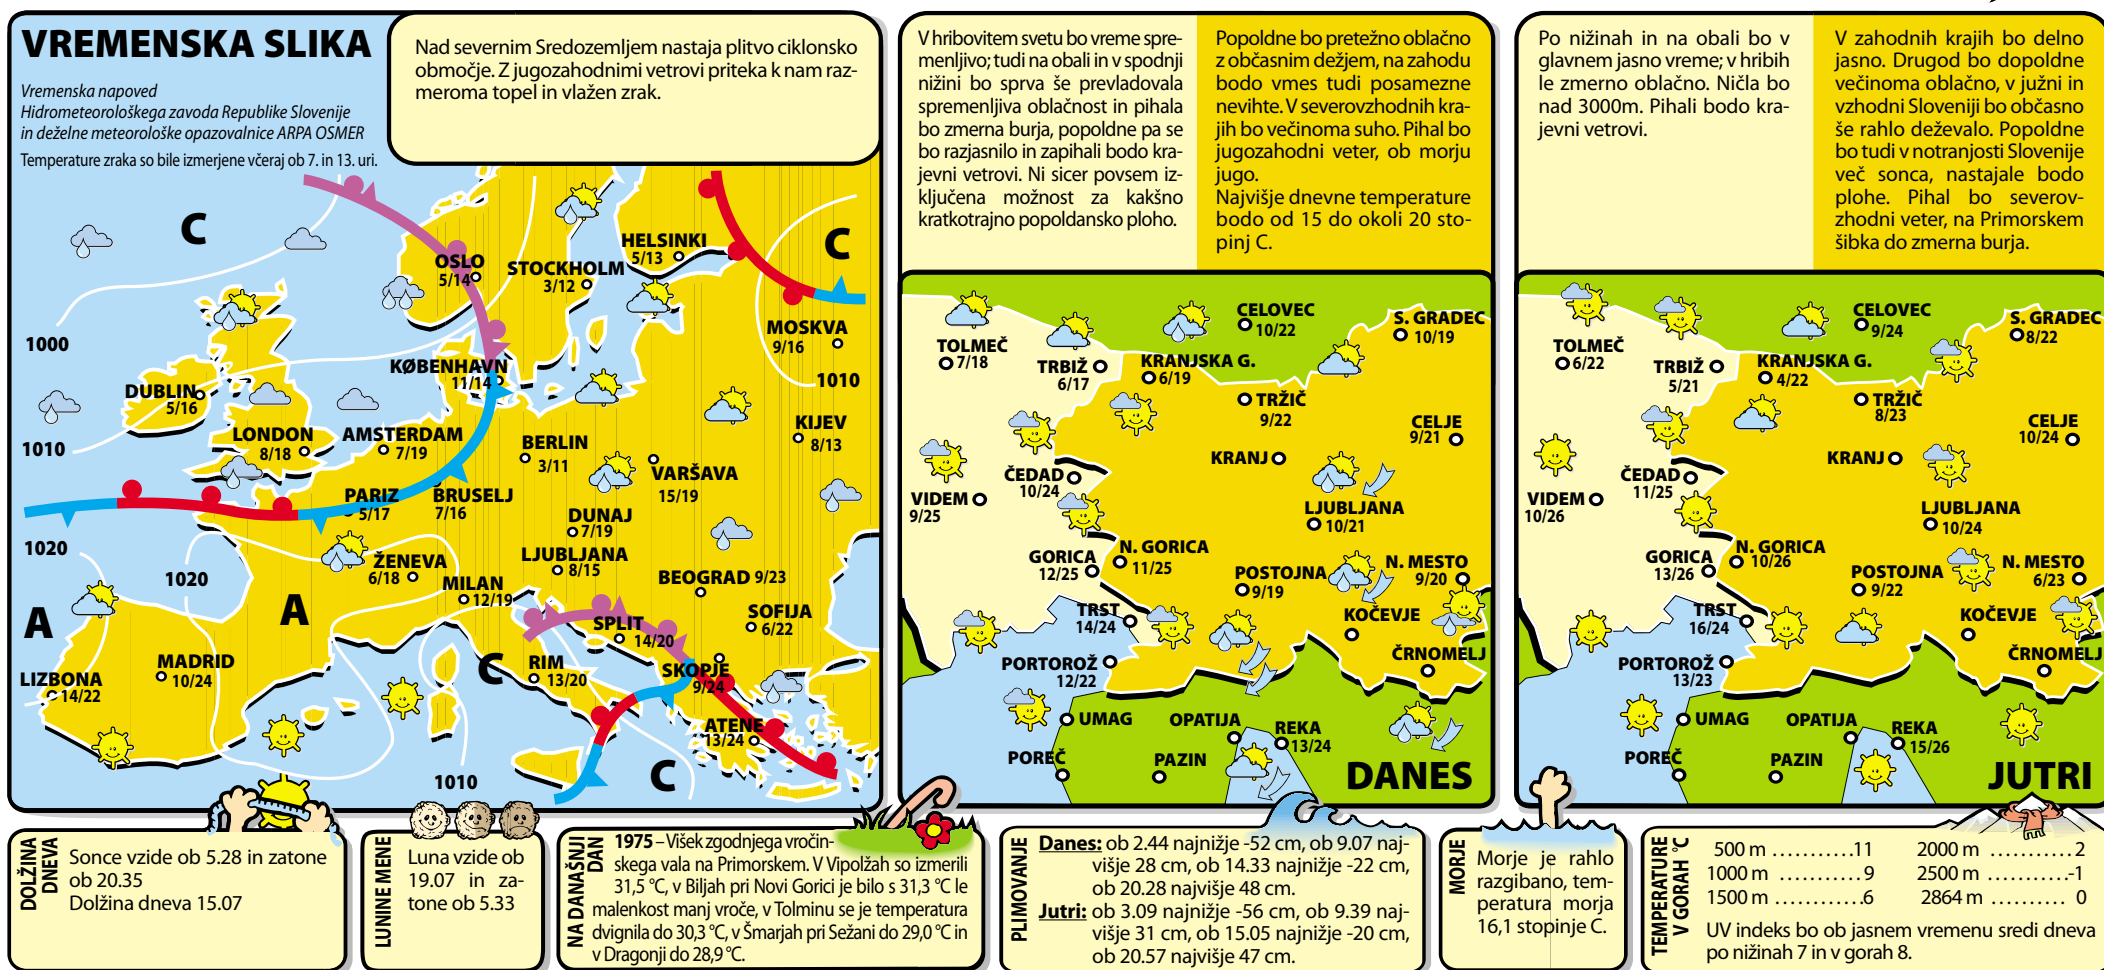 VREMENSKA SLIKA
Vremenska napoved
Hidrometeorološkega zavoda Republike Slovenije
in deželne meteorološke opazovalnice ARPA OSMER
Temperature zraka so bile izmerjene včeraj ob 7. in 13. uri.
Nad severnim Sredozemljem nastaja plitvo ciklonsko
območje. Z jugozahodnimi vetrovi priteka k nam raz-
meroma topel in vlažen zrak.
C
C
HELSINKI
5/13
OSLO
5/14
STOCKHOLM
3/12
1000
MOSKVA
9/16
KØBENHAVN
11/14
1010
DUBLIN
5/16
KIJEV
8/13
1010
LONDON
8/18
AMSTERDAM
7/19
BERLIN
3/11
VARŠAVA
15/19
PARIZ
5/17
BRUSELJ
7/16
DUNAJ
7/19
1020
1020
ŽENEVA
6/18
LJUBLJANA
8/15
MILAN
12/19
BEOGRAD 9/23
A
A
SOFIJA
6/22
SPLIT
14/20
MADRID
10/24
LIZBONA
14/22
C
RIM
13/20
SKOPJE
9/24
ATENE
13/24
1010
C
V hribovitem svetu bo vreme spre-
menljivo; tudi na obali in v spodnji
nižini bo sprva še prevladovala
spremenljiva oblačnost in pihala
bo zmerna burja, popoldne pa se
bo razjasnilo in zapihali bodo kra-
jevni vetrovi. Ni sicer povsem iz-
ključena možnost za kakšno
kratkotrajno popoldansko ploho.
Popoldne bo pretežno oblačno
z občasnim dežjem, na zahodu
bodo vmes tudi posamezne
nevihte. V severovzhodnih kra-
jih bo večinoma suho. Pihal bo
jugozahodni veter, ob morju
jugo.
Najvišje dnevne temperature
bodo od 15 do okoli 20 sto-
pinj C.
CELOVEC
10/22
S. GRADEC
10/19
TOLMEČ
7/18
TRBIŽ
6/17
KRANJSKA G.
6/19
TRŽIČ
9/22
CELJE
9/21
KRANJ
ČEDAD
10/24
VIDEM
9/25
LJUBLJANA
10/21
GORICA
12/25
N. GORICA
11/25
POSTOJNA
9/19
N. MESTO
9/20
TRST
14/24
KOČEVJE
PORTOROŽ
12/22
ČRNOMELJ
UMAG
OPATIJA
REKA
13/24
POREČ
PAZIN
DANES
Po nižinah in na obali bo v
glavnem jasno vreme; v hribih
le zmerno oblačno. Ničla bo
nad 3000m. Pihali bodo kra-
jevni vetrovi.
V zahodnih krajih bo delno
jasno. Drugod bo dopoldne
večinoma oblačno, v južni in
vzhodni Sloveniji bo občasno
še rahlo deževalo. Popoldne
bo tudi v notranjosti Slovenije
več sonca, nastajale bodo
plohe. Pihal bo severov-
zhodni veter, na Primorskem
šibka do zmerna burja.
CELOVEC
9/24
S. GRADEC
8/22
TOLMEČ
6/22
TRBIŽ
5/21
KRANJSKA G.
4/22
TRŽIČ
8/23
CELJE
10/24
KRANJ
ČEDAD
11/25
VIDEM
10/26
LJUBLJANA
10/24
GORICA
13/26
N. GORICA
10/26
POSTOJNA
9/22
N. MESTO
6/23
TRST
16/24
KOČEVJE
PORTOROŽ
13/23
ČRNOMELJ
UMAG
OPATIJA
REKA
15/26
POREČ
PAZIN
JUTRI
DOLŽINA
DNEVA
Sonce vzide ob 5.28 in zatone
ob 20.35
Dolžina dneva 15.07
LUNINE MENE
Luna vzide ob
19.07 in za-
tone ob 5.33
NA DANAŠNJI
DAN
1975 – Višek zgodnjega vročin-
skega vala na Primorskem. V Vipolžah so izmerili
31,5 °C, v Biljah pri Novi Gorici je bilo s 31,3 °C le
malenkost manj vroče, v Tolminu se je temperatura
dvignila do 30,3 °C, v Šmarjah pri Sežani do 29,0 °C in
v Dragonji do 28,9 °C.
PLIMOVANJE
Danes: ob 2.44 najnižje -52 cm, ob 9.07 naj-
višje 28 cm, ob 14.33 najnižje -22 cm,
ob 20.28 najvišje 48 cm.
Jutri: ob 3.09 najnižje -56 cm, ob 9.39 naj-
višje 31 cm, ob 15.05 najnižje -20 cm,
ob 20.57 najvišje 47 cm.
MORJE
Morje je rahlo
razgibano, tem-
peratura morja
16,1 stopinje C.
TEMPERATURE °C
V GORAH
500 m ...........11
1000 m ...........9
1500 m ............6
2000 m ...........2
2500 m ...........-1
2864 m .......... 0
UV indeks bo ob jasnem vremenu sredi dneva
po nižinah 7 in v gorah 8.